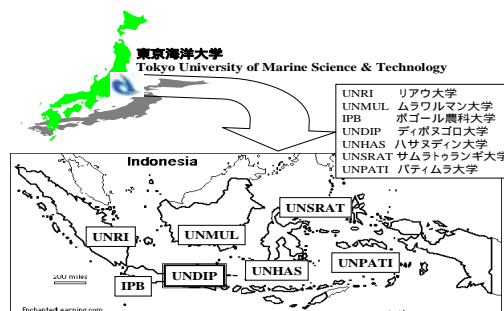 東京海洋大学
Tokyo University of Marine Science & Technology
UNRI リアウ大学
UNMUL ムラワルマン大学
IPB ボゴール農科大学
UNDIP ディポヌゴロ大学
UNHAS ハサヌディン大学
UNSRAT サムラトゥランギ大学
UNPATI パティムラ大学
Indonesia
UNSRAT
UNRI
UNMUL
UNHAS
UNPATI
UNDIP
IPB
200 miles
EnchantedLearning.com